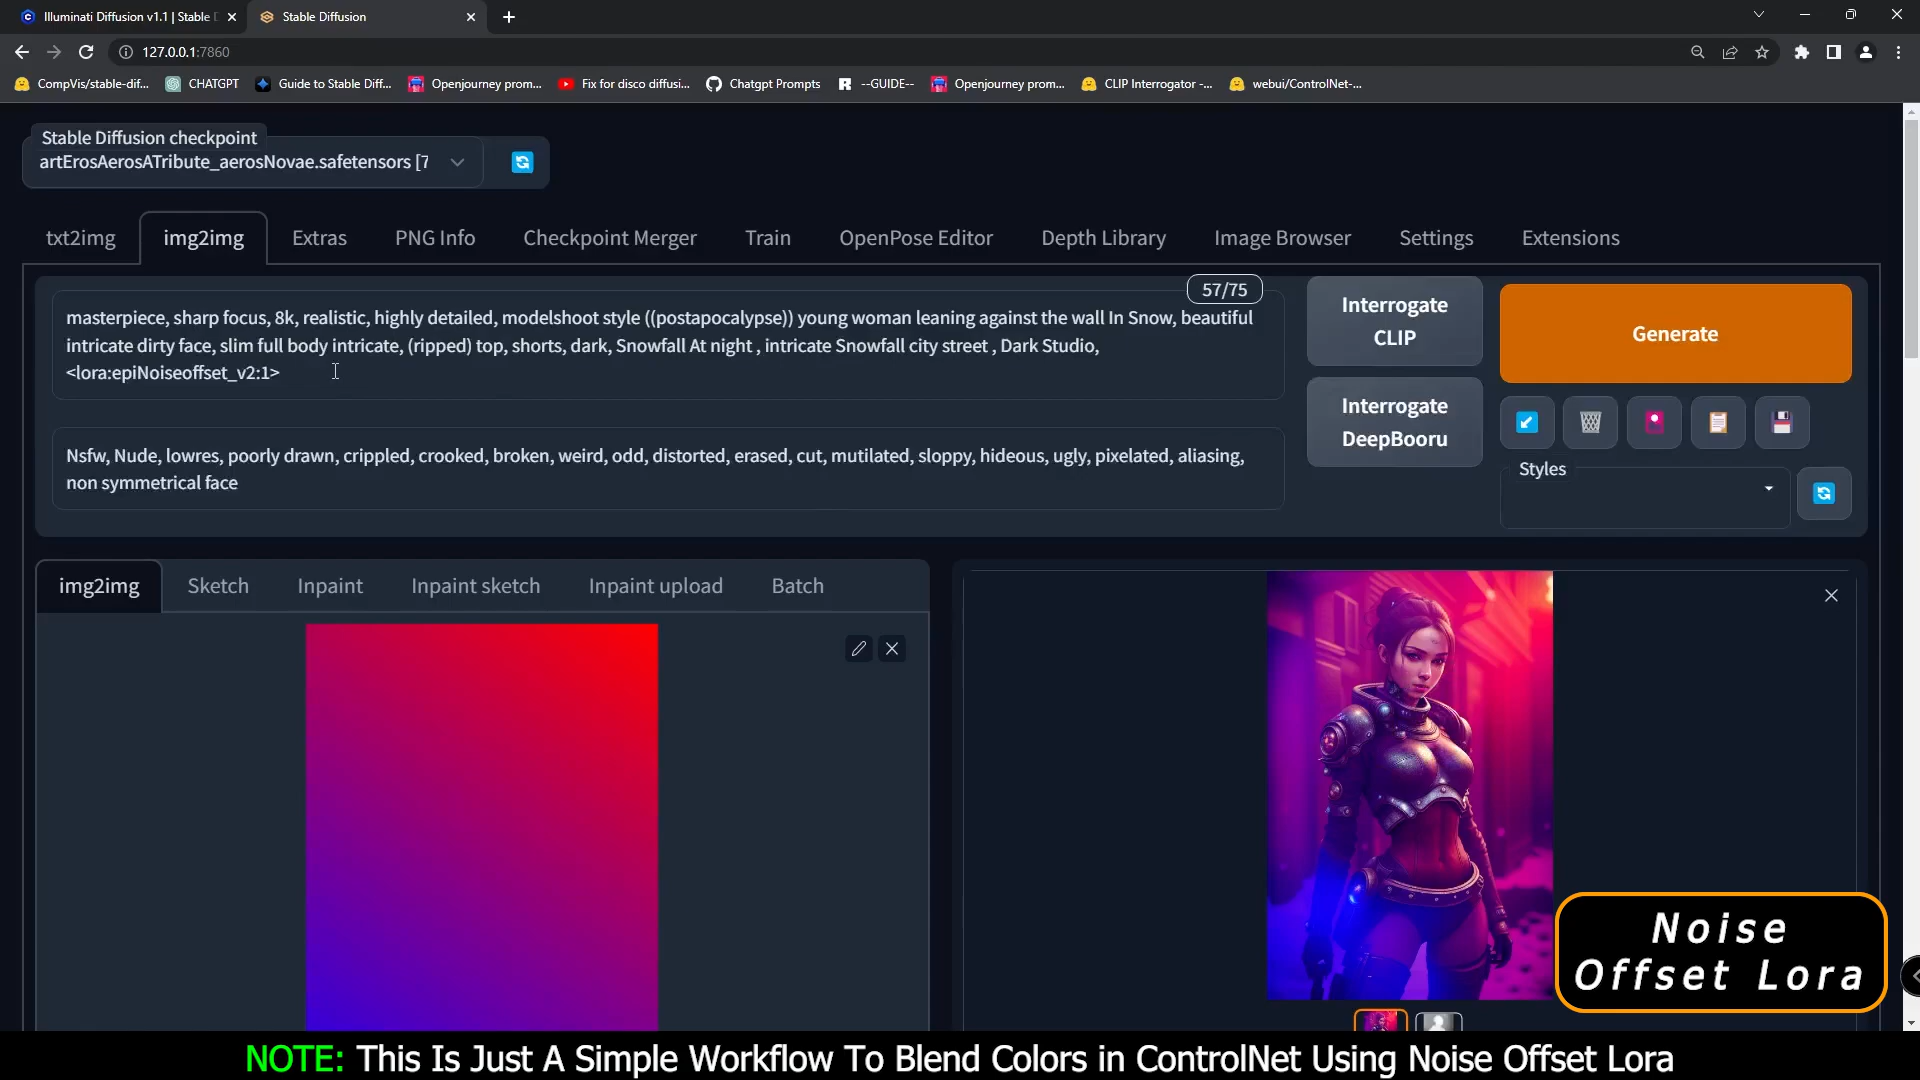 Illuminati Diffusion v1.1 | Stable D
Stable Diffusion
127.0.0.1:7860
CompVis/stable-dif...
CHATGPT
Guide to Stable Diff...
Openjourney prom...
Fix for disco diffusi...
Chatgpt Prompts
--GUIDE--
Openjourney prom...
CLIP Interrogator -...
webui/ControlNet-...
Stable Diffusion checkpoint
artErosAerosATribute_aerosNovae.safetensors [7
txt2img
img2img
Extras
PNG Info
Checkpoint Merger
Train
OpenPose Editor
Depth Library
Image Browser
Settings
Extensions
57/75
masterpiece, sharp focus, 8k, realistic, highly detailed, modelshoot style ((postapocalypse)) young woman leaning against the wall In Snow, beautiful
intricate dirty face, slim full body intricate, (ripped) top, shorts, dark, Snowfall At night , intricate Snowfall city street , Dark Studio,
<lora:epiNoiseoffset_v2:1>
Interrogate
CLIP
Generate
Interrogate
DeepBooru
Nsfw, Nude, lowres, poorly drawn, crippled, crooked, broken, weird, odd, distorted, erased, cut, mutilated, sloppy, hideous, ugly, pixelated, aliasing,
non symmetrical face
Styles
img2img
Sketch
Inpaint
Inpaint sketch
Inpaint upload
Batch
Noise
Offset Lora
NOTE: This Is Just A Simple Workflow To Blend Colors in ControlNet Using Noise Offset Lora